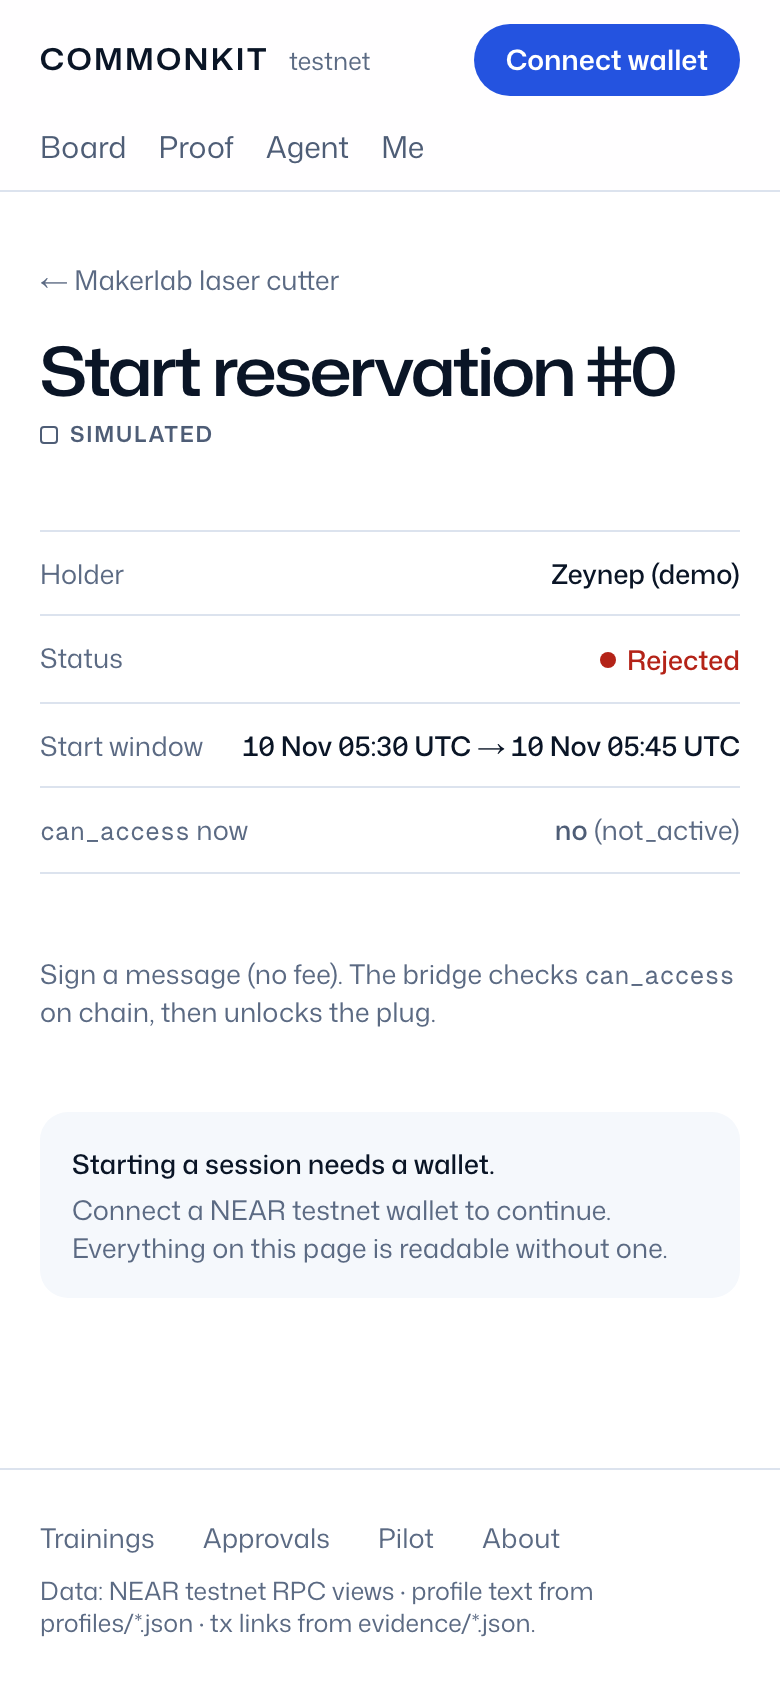 COMMONKIT testnet Connect wallet
Board Proof Agent Me
← Makerlab laser cutter
Start reservation #0
SIMULATED
Holder Zeynep (demo)
Status Rejected
Start window 10 Nov 05:30 UTC → 10 Nov 05:45 UTC
can_access now no (not_active)
Sign a message (no fee). The bridge checks can_access
on chain, then unlocks the plug.
Starting a session needs a wallet.
Connect a NEAR testnet wallet to continue.
Everything on this page is readable without one.
Trainings Approvals Pilot About
Data: NEAR testnet RPC views · profile text from
profiles/*.json · tx links from evidence/*.json.